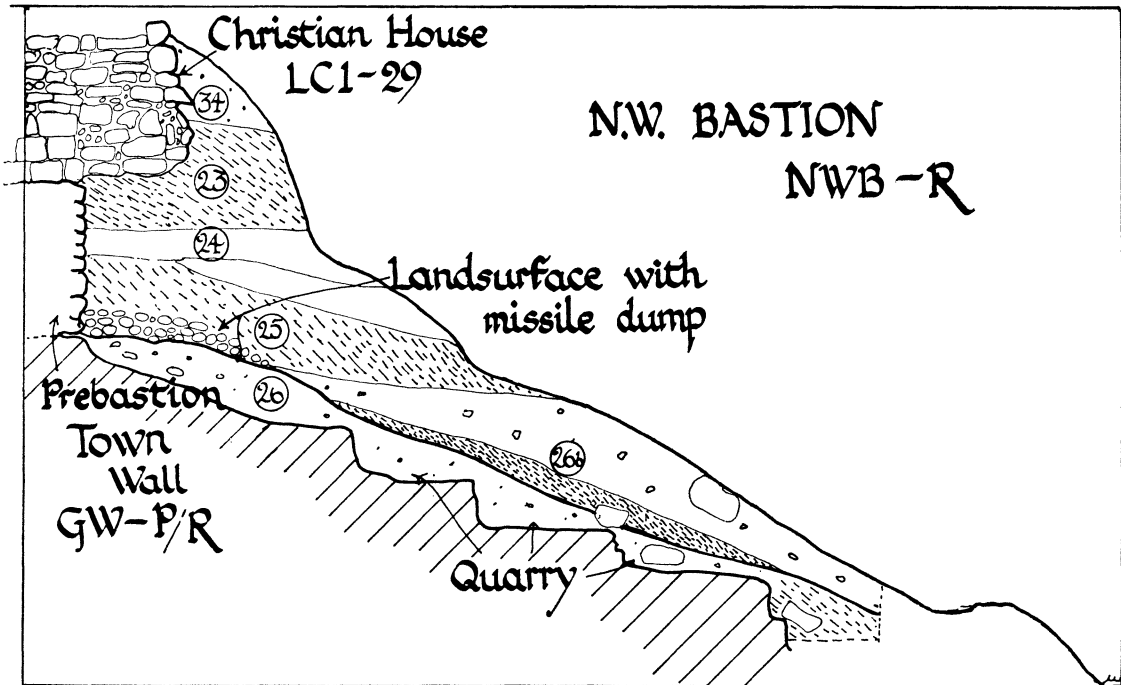 Christian House
LC1-29
N.W. BASTION
NWB-R
34
23
24
Landsurface with
missile dump
25
Prebastion
Town
Wall
GW-P/R
26
26b
Quarry